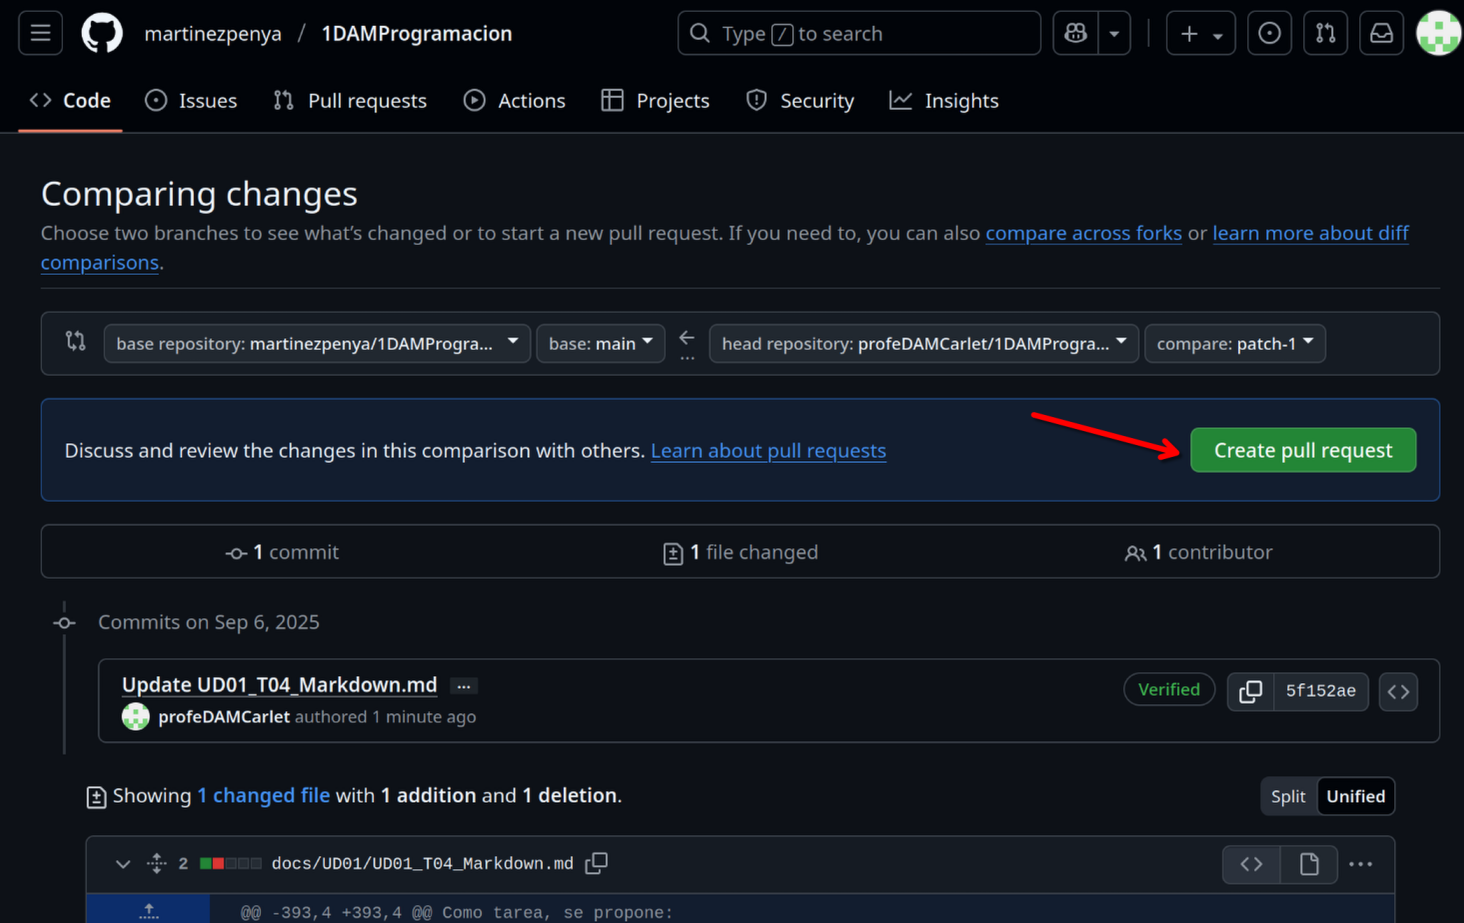 martinezpenya / 1DAMProgramacion
Type / to search
Code
Issues
Pull requests
Actions
Projects
Security
Insights
Comparing changes
Choose two branches to see what's changed or to start a new pull request. If you need to, you can also compare across forks or learn more about diff
comparisons.
base repository: martinezpenya/1DAMProgra...
base: main
head repository: profeDAMCarlet/1DAMProgra...
compare: patch-1
Discuss and review the changes in this comparison with others. Learn about pull requests
Create pull request
1 commit
1 file changed
1 contributor
Commits on Sep 6, 2025
Update UD01_T04_Markdown.md ...
Verified
5f152ae
profeDAMCarlet authored 1 minute ago
Showing 1 changed file with 1 addition and 1 deletion.
Split
Unified
2
docs/UD01/UD01_T04_Markdown.md
@@ -393,4 +393,4 @@ Como tarea, se propone: